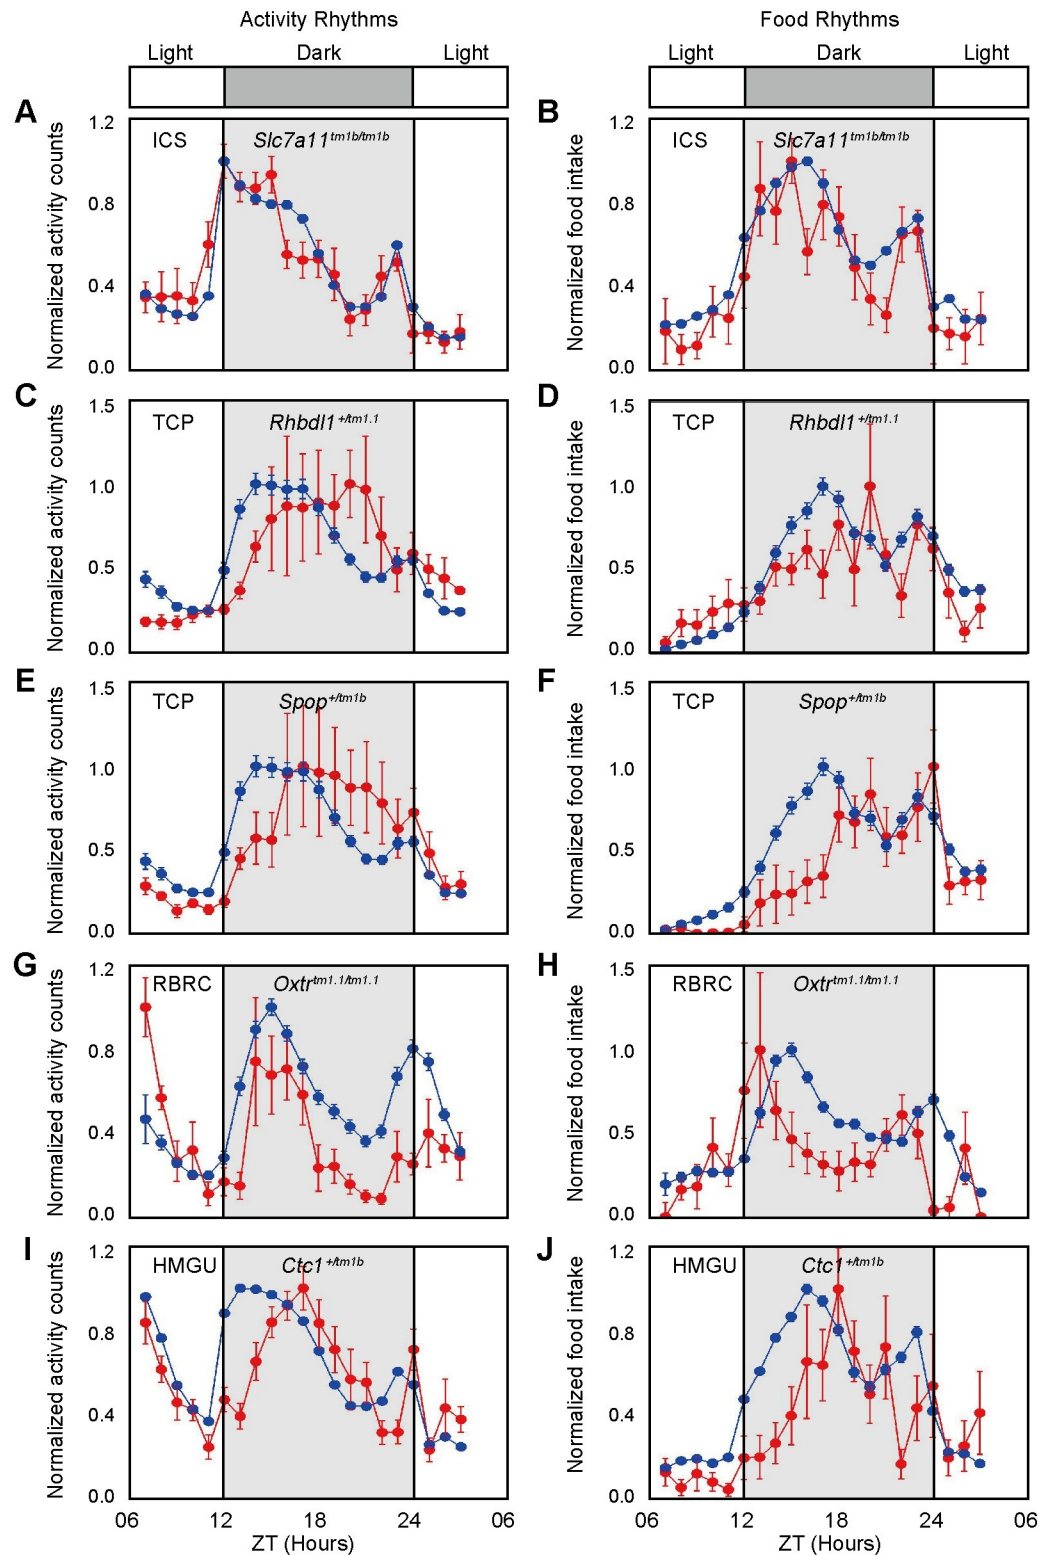 Activity Rhythms Food Rhythms
Light Dark Light Light Dark Light
A B
1.2 ICS Slc7a11 tm1b/tm1b 1.2 ICS Slc7a11 tm1b/tm1b
Normalized activity counts Normalized food intake
0.8 0.8
0.4 0.4
0.0 0.0
C D
1.5 TCP Rhbdl1 +/tm1.1 1.5 TCP Rhbdl1 +/tm1.1
Normalized activity counts Normalized food intake
1.0 1.0
0.5 0.5
0.0 0.0
E F
1.5 TCP Spop +/tm1b 1.5 TCP Spop +/tm1b
Normalized activity counts Normalized food intake
1.0 1.0
0.5 0.5
0.0 0.0
G H
1.2 RBRC Oxtr tm1.1/tm1.1 1.5 RBRC Oxtr tm1.1/tm1.1
Normalized activity counts Normalized food intake
0.8 1.0
0.4 0.5
0.0 0.0
I J
1.2 HMGU Ctc1 +/tm1b 1.2 HMGU Ctc1 +/tm1b
Normalized activity counts Normalized food intake
0.8 0.8
0.4 0.4
0.0 0.0
06 12 18 24 06 06 12 18 24 06
ZT (Hours) ZT (Hours)